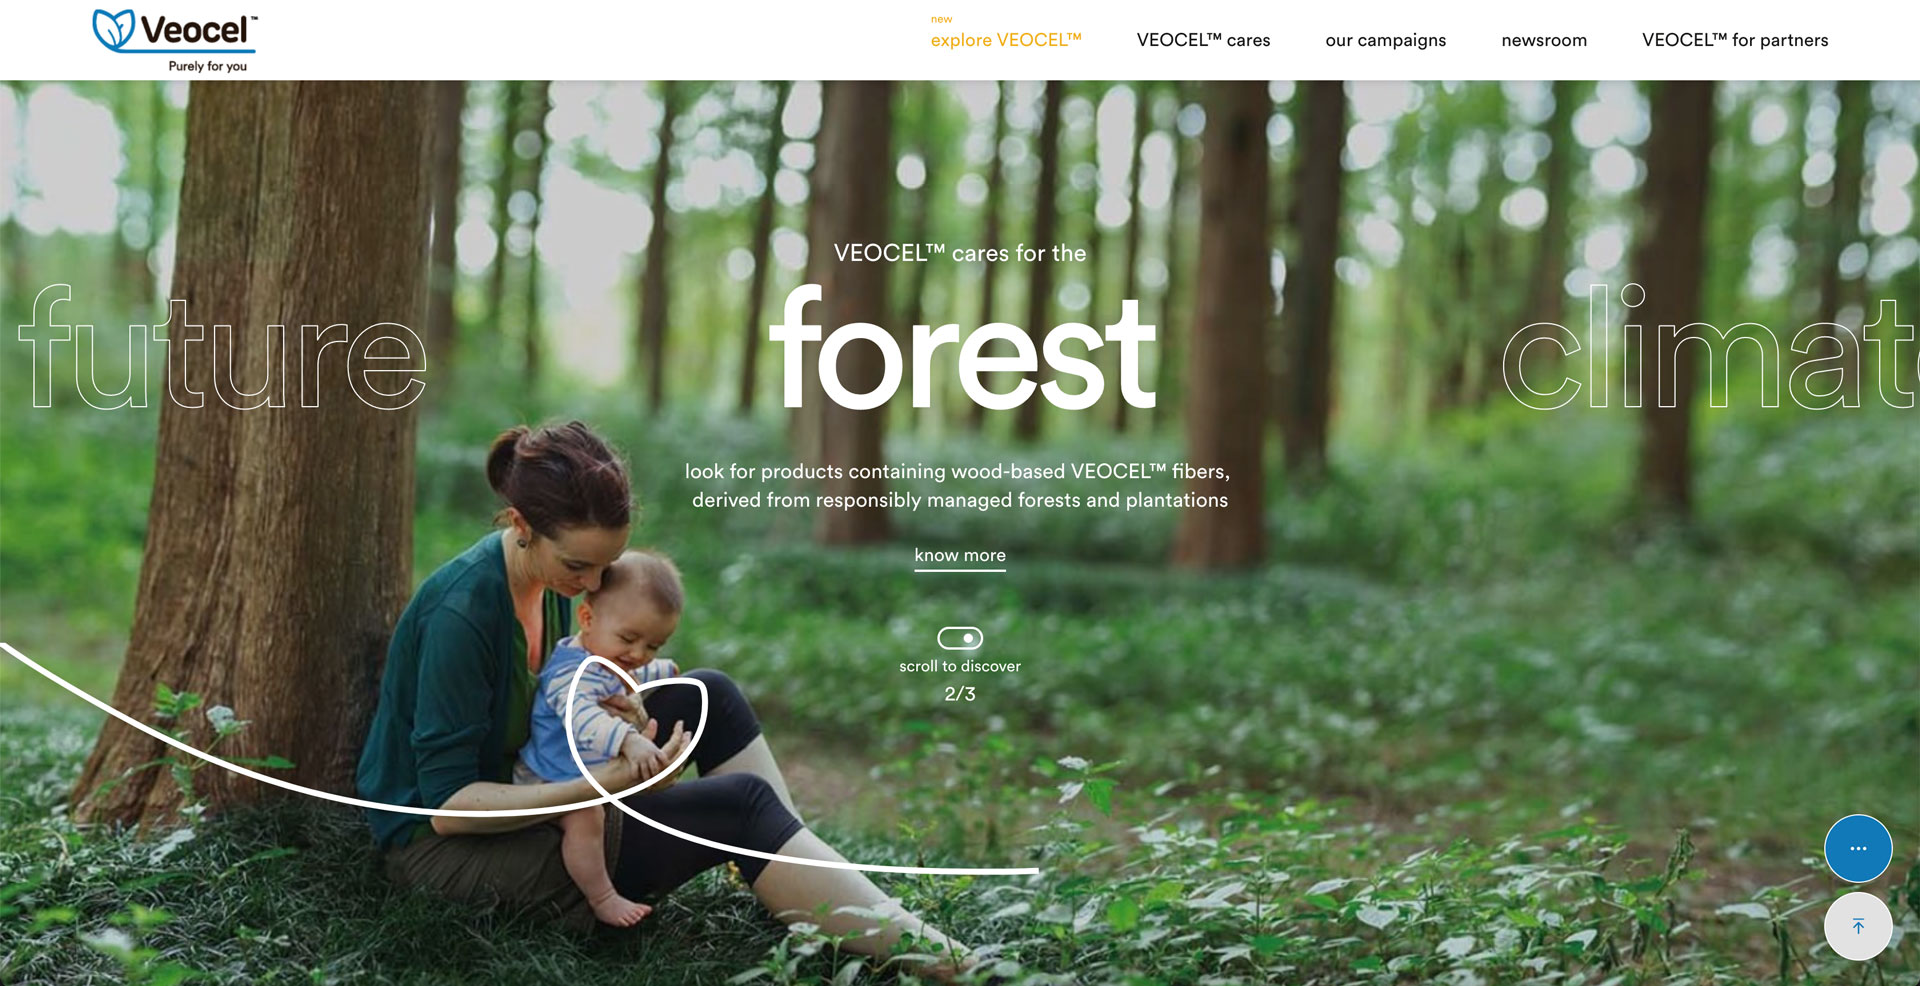 Veocel™
Purely for you
new
explore VEOCEL™
VEOCEL™ cares
our campaigns
newsroom
VEOCEL™ for partners
VEOCEL™ cares for the
future
forest
climat
look for products containing wood-based VEOCEL™ fibers,
derived from responsibly managed forests and plantations
know more
scroll to discover
2/3